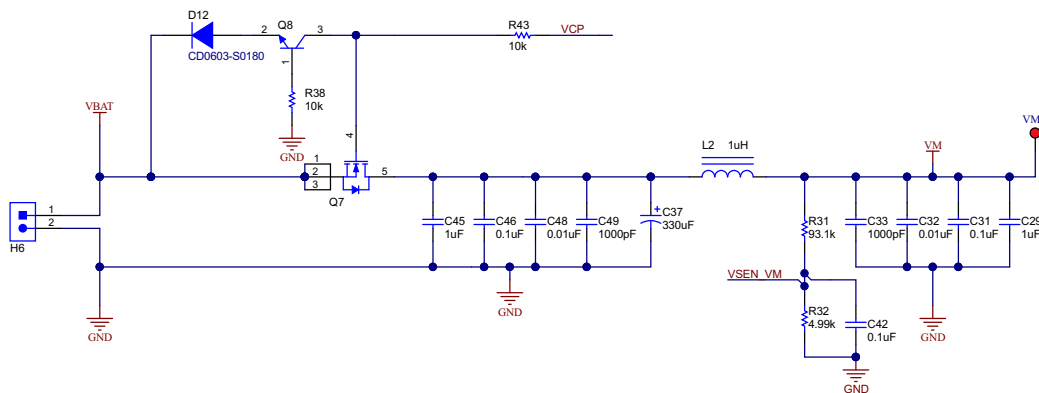 D12
Q8
R43
2
3
VCP
10k
CD0603-S0180
1
R38
10k
VBAT
GND
4
L2 1uH
VM
VM
1
2
3
5
Q7
C45
1uF
C46
0.1uF
C48
0.01uF
C49
1000pF
+
C37
330uF
R31
93.1k
C33
1000pF
C32
0.01uF
C31
0.1uF
C29
1uF
1
2
H6
VSEN_VM
R32
4.99k
C42
0.1uF
GND
GND
GND
GND